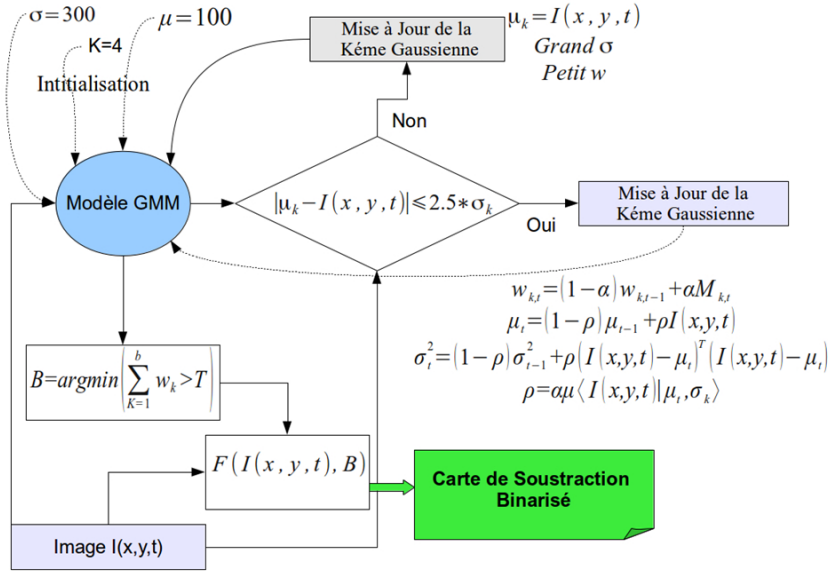 σ=300
μ=100
K=4
Intitialisation
Mise à Jour de la
Kéme Gaussienne
μ_k=I(x,y,t)
Grand σ
Petit w
Non
Modèle GMM
|μ_k−I(x,y,t)|⩽2.5*σ_k
Oui
Mise à Jour de la
Kéme Gaussienne
w_{k,t}=(1−α)w_{k,t−1}+αM_{k,t}
μ_t=(1−ρ)μ_{t−1}+ρI(x,y,t)
σ_t^2=(1−ρ)σ_{t−1}^2+ρ(I(x,y,t)−μ_t)^T(I(x,y,t)−μ_t)
ρ=αμ⟨I(x,y,t)|μ_t,σ_k⟩
B=argmin(∑_{K=1}^{b} w_k>T)
F(I(x,y,t),B)
Carte de Soustraction
Binarisé
Image I(x,y,t)